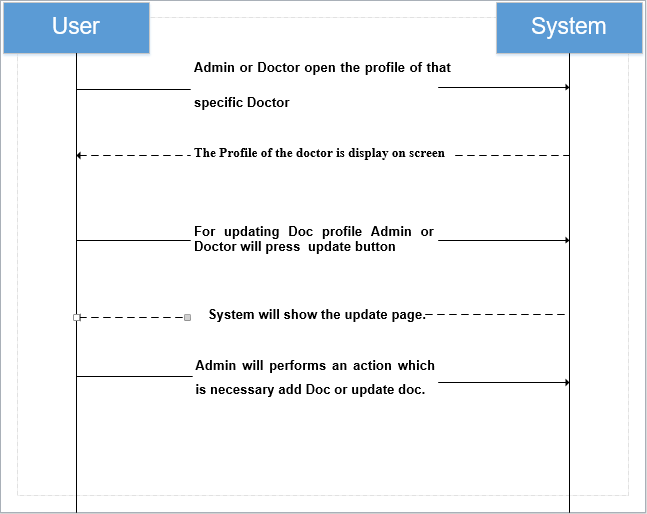 User
System
Admin or Doctor open the profile of that
specific Doctor
The Profile of the doctor is display on screen
For updating Doc profile Admin or
Doctor will press update button
System will show the update page.
Admin will performs an action which
is necessary add Doc or update doc.